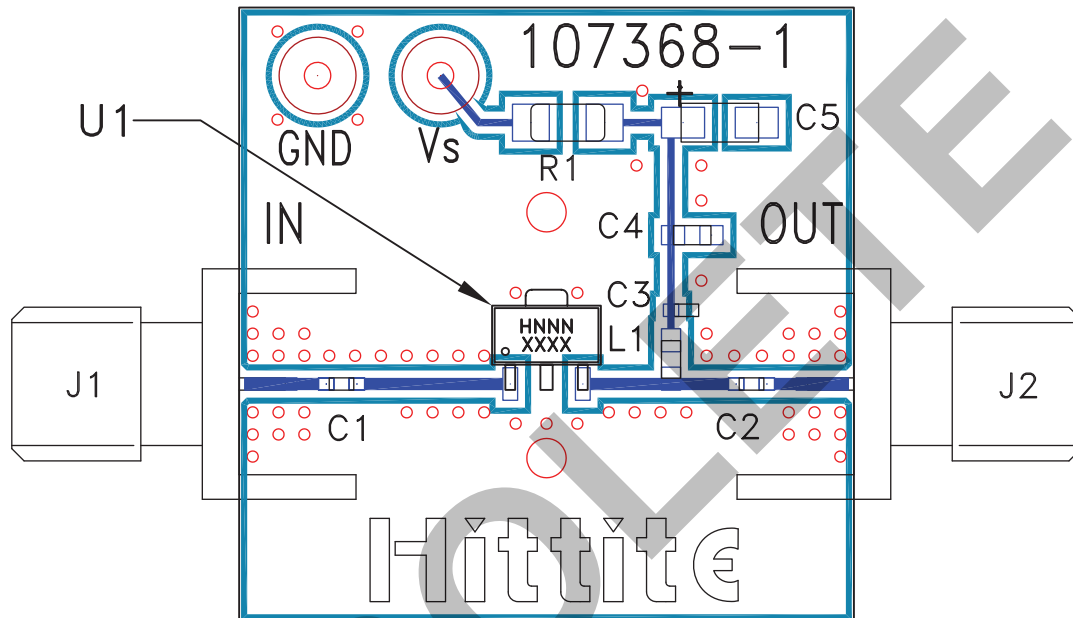 107368-1
U1
GND
Vs
R1
C5
IN
C4
OUT
C3
HNNN
XXXX
L1
J1
J2
C1
C2
Hittite
OLETE